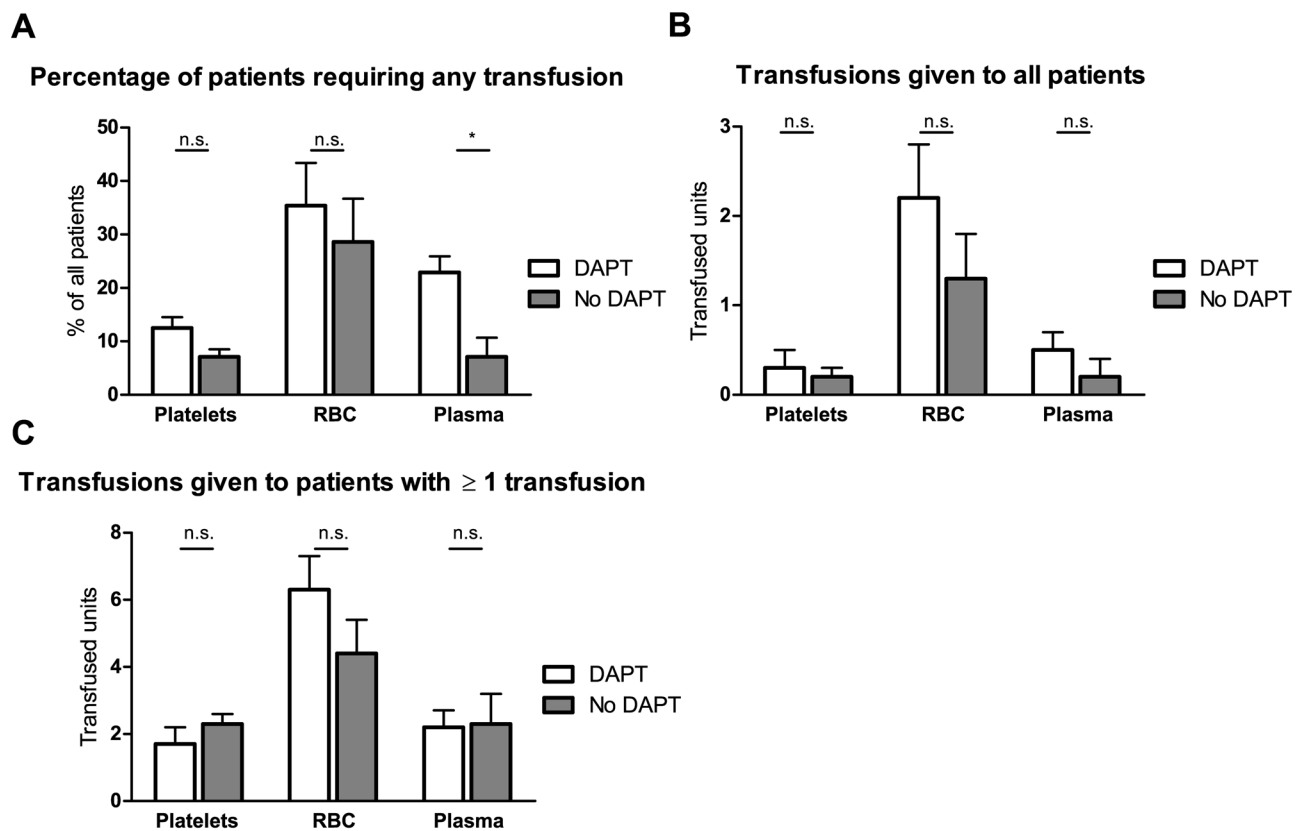 A
Percentage of patients requiring any transfusion
n.s.
n.s.
*
50
40
30
20
10
0
% of all patients
Platelets
RBC
Plasma
DAPT
No DAPT
B
Transfusions given to all patients
n.s.
n.s.
n.s.
3
2
1
0
Transfused units
Platelets
RBC
Plasma
DAPT
No DAPT
C
Transfusions given to patients with ≥ 1 transfusion
n.s.
n.s.
n.s.
8
6
4
2
0
Transfused units
Platelets
RBC
Plasma
DAPT
No DAPT